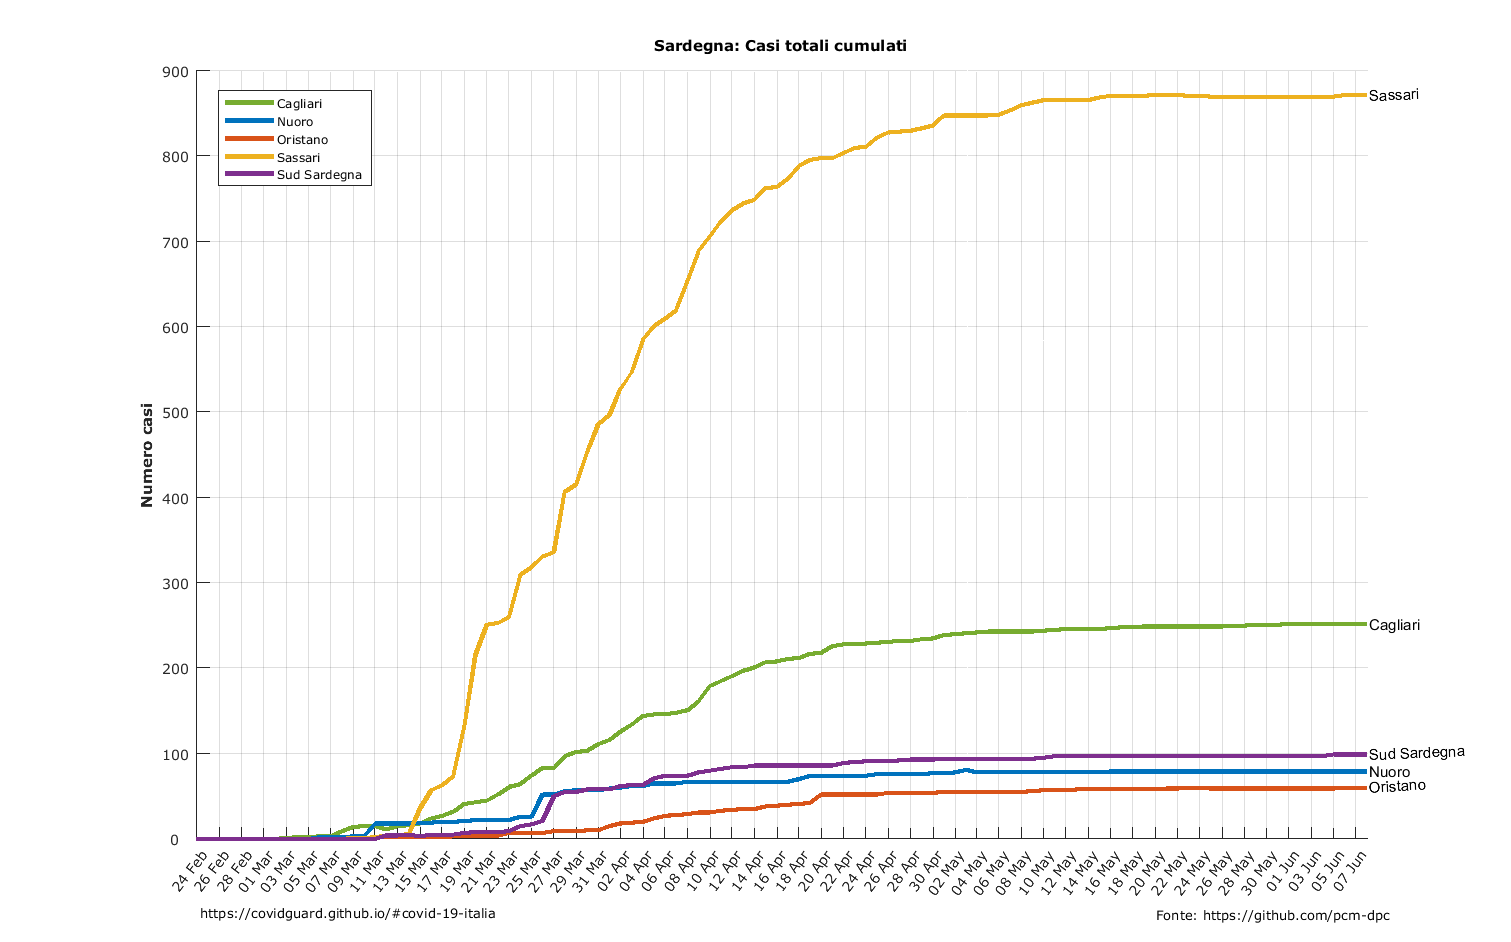 Sardegna: Casi totali cumulati
900
800
700
600
500
400
300
200
100
0
Numero casi
Cagliari
Nuoro
Oristano
Sassari
Sud Sardegna
Sassari
Cagliari
Sud Sardegna
Nuoro
Oristano
24 Feb
26 Feb
28 Feb
01 Mar
03 Mar
05 Mar
07 Mar
09 Mar
11 Mar
13 Mar
15 Mar
17 Mar
19 Mar
21 Mar
23 Mar
25 Mar
27 Mar
29 Mar
31 Mar
02 Apr
04 Apr
06 Apr
08 Apr
10 Apr
12 Apr
14 Apr
16 Apr
18 Apr
20 Apr
22 Apr
24 Apr
26 Apr
28 Apr
30 Apr
02 May
04 May
06 May
08 May
10 May
12 May
14 May
16 May
18 May
20 May
22 May
24 May
26 May
28 May
30 May
01 Jun
03 Jun
05 Jun
07 Jun
https://covidguard.github.io/#covid-19-italia
Fonte: https://github.com/pcm-dpc